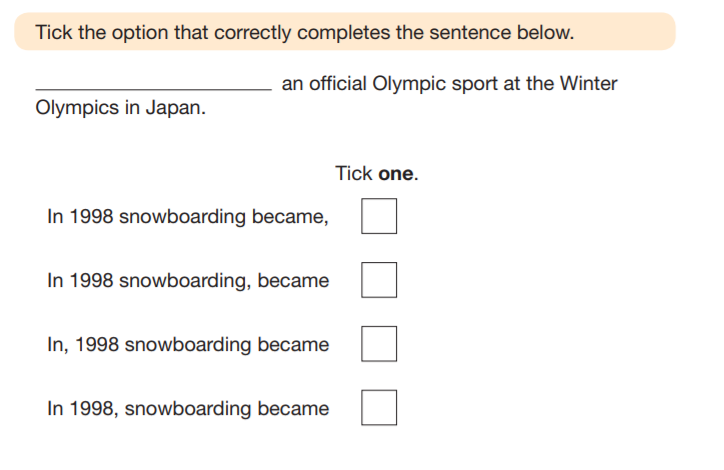 Tick the option that correctly completes the sentence below.
____________________ an official Olympic sport at the Winter
Olympics in Japan.
Tick one.
In 1998 snowboarding became,
In 1998 snowboarding, became
In, 1998 snowboarding became
In 1998, snowboarding became